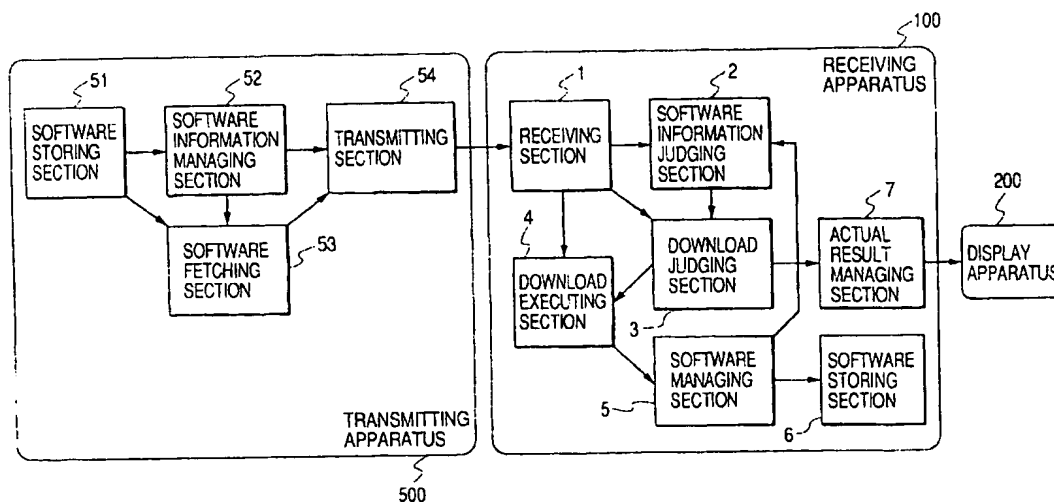 100
51
SOFTWARE
STORING
SECTION
52
SOFTWARE
INFORMATION
MANAGING
SECTION
54
TRANSMITTING
SECTION
SOFTWARE
FETCHING
SECTION
53
TRANSMITTING
APPARATUS
500
RECEIVING
APPARATUS
1
RECEIVING
SECTION
2
SOFTWARE
INFORMATION
JUDGING
SECTION
4
DOWNLOAD
EXECUTING
SECTION
DOWNLOAD
JUDGING
SECTION
3
7
ACTUAL
RESULT
MANAGING
SECTION
SOFTWARE
MANAGING
SECTION
5
SOFTWARE
STORING
SECTION
6
200
DISPLAY
APPARATUS